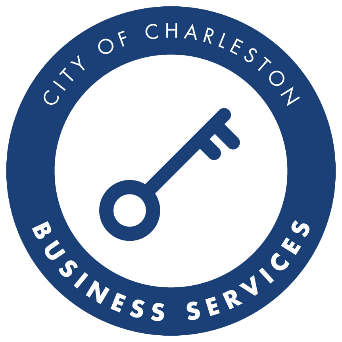 CITY OF CHARLESTON
BUSINESS SERVICES